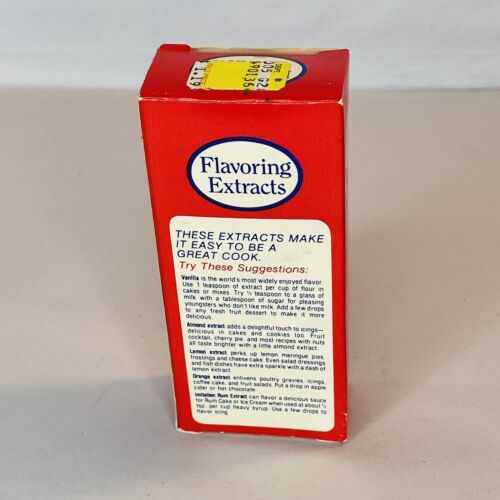 DEPT. #
005 G2
690135
1.19
Flavoring
Extracts
THESE EXTRACTS MAKE
IT EASY TO BE A
GREAT COOK.
Try These Suggestions:
Vanilla is the world's most widely enjoyed flavor.
Use 1 teaspoon of extract per cup of flour in
cakes or mixes. Try ½ teaspoon to a glass of
milk with a tablespoon of sugar for pleasing
youngsters who don't like milk. Add a few drops
to any fresh fruit dessert to make it more
delicious.
Almond extract adds a delightful touch to icings—
delicious in cakes and cookies too. Fruit
cocktail, cherry pie, and most recipes with nuts
all taste brighter with a little almond extract.
Lemon extract perks up lemon meringue pies,
frostings and cheese cake. Even salad dressings
and fish dishes have extra sparkle with a dash of
lemon extract.
Orange extract enlivens poultry gravies, icings,
coffee cake, and fruit salads. Put a drop in apple
cider or hot chocolate.
Imitation Rum Extract can flavor a delicious sauce
for Rum Cake or Ice Cream when used at about ½
tsp. per cup heavy syrup. Use a few drops to
flavor icing.